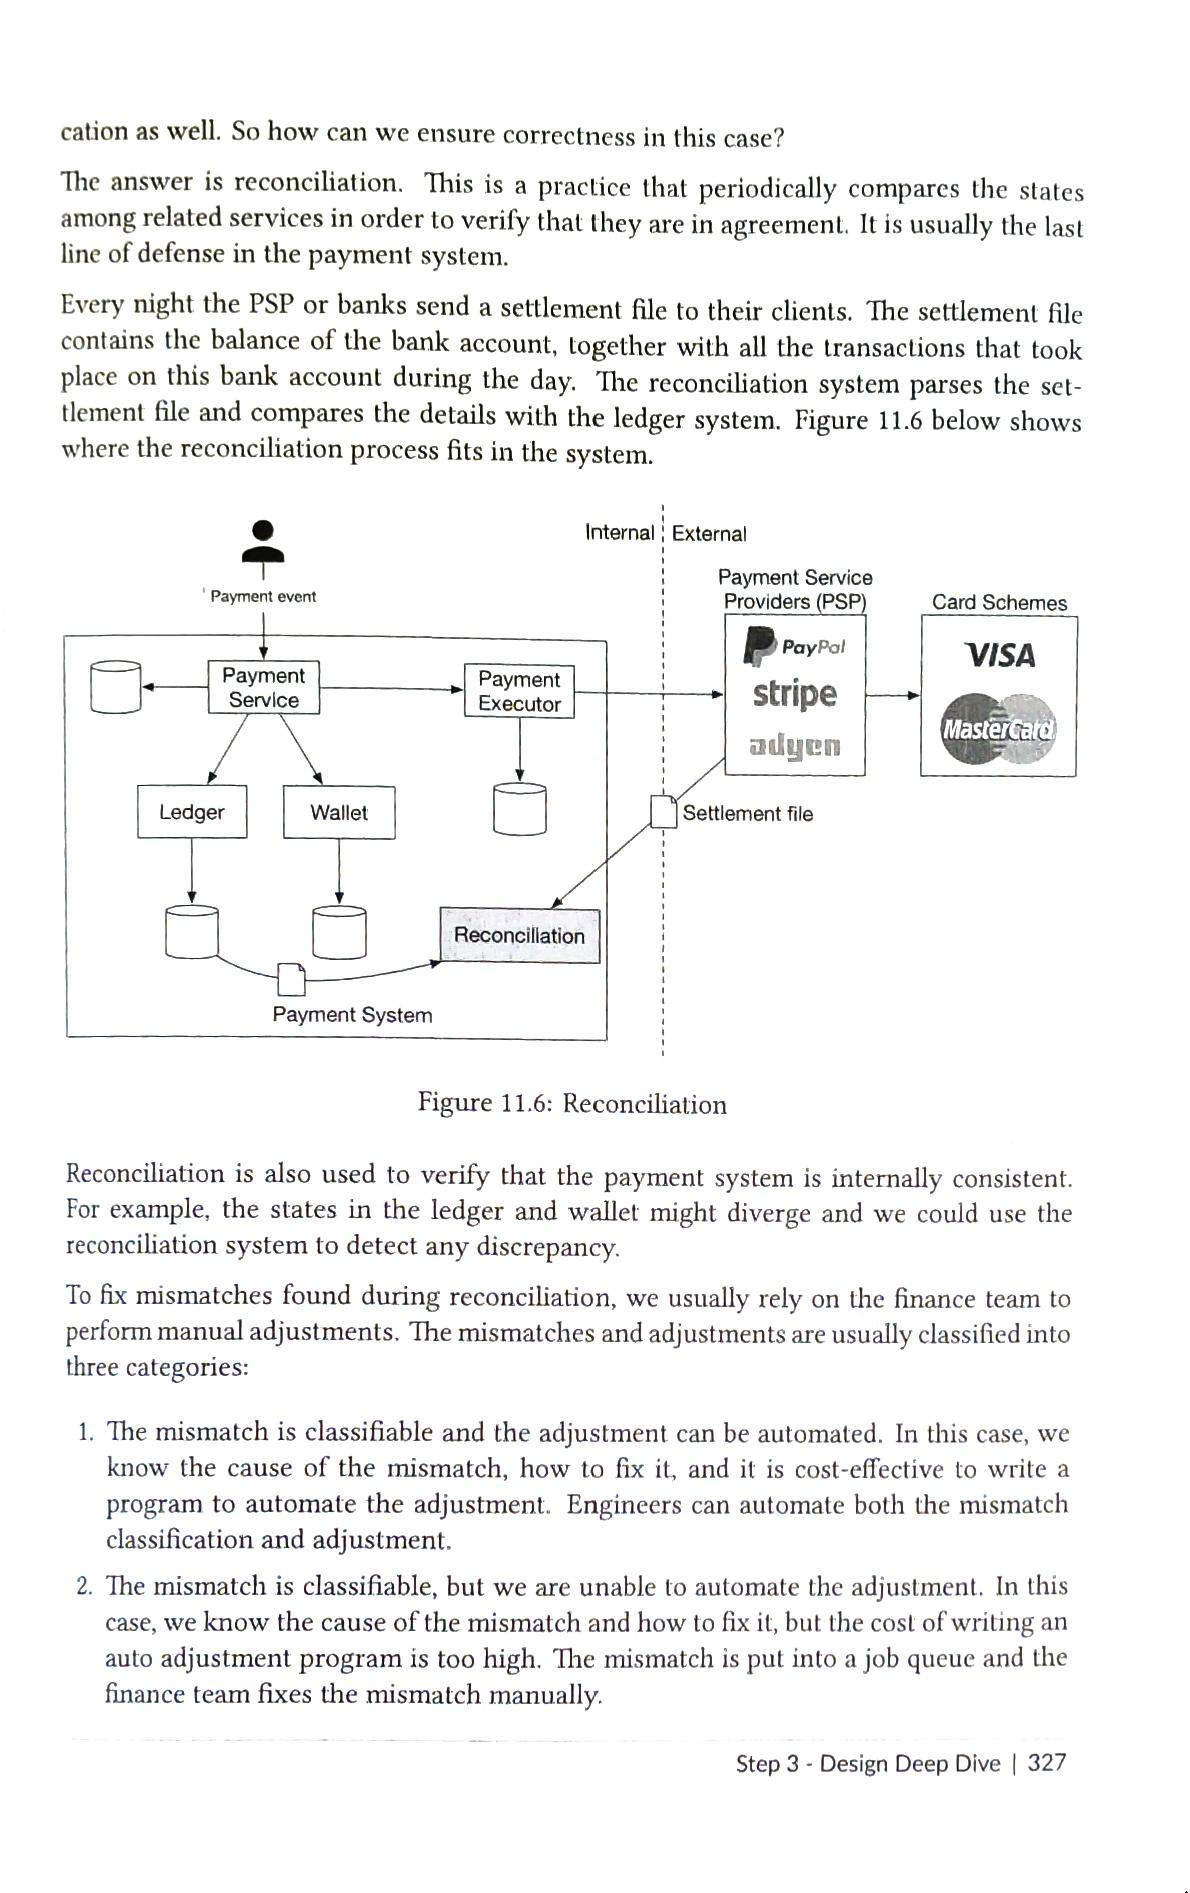 cation as well. So how can we ensure correctness in this case?
The answer is reconciliation. This is a practice that periodically compares the states
among related services in order to verify that they are in agreement. It is usually the last
line of defense in the payment system.
Every night the PSP or banks send a settlement file to their clients. The settlement file
contains the balance of the bank account, together with all the transactions that took
place on this bank account during the day. The reconciliation system parses the set-
tlement file and compares the details with the ledger system. Figure 11.6 below shows
where the reconciliation process fits in the system.
Internal External
Payment event
Payment Service
Providers (PSP)
Card Schemes
Payment
Service
Payment
Executor
PayPal
stripe
adyen
VISA
MasterCard
Ledger
Wallet
Settlement file
Reconciliation
Payment System
Figure 11.6: Reconciliation
Reconciliation is also used to verify that the payment system is internally consistent.
For example, the states in the ledger and wallet might diverge and we could use the
reconciliation system to detect any discrepancy.
To fix mismatches found during reconciliation, we usually rely on the finance team to
perform manual adjustments. The mismatches and adjustments are usually classified into
three categories:
1. The mismatch is classifiable and the adjustment can be automated. In this case, we
know the cause of the mismatch, how to fix it, and it is cost-effective to write a
program to automate the adjustment. Engineers can automate both the mismatch
classification and adjustment.
2. The mismatch is classifiable, but we are unable to automate the adjustment. In this
case, we know the cause of the mismatch and how to fix it, but the cost of writing an
auto adjustment program is too high. The mismatch is put into a job queue and the
finance team fixes the mismatch manually.
Step 3 - Design Deep Dive | 327